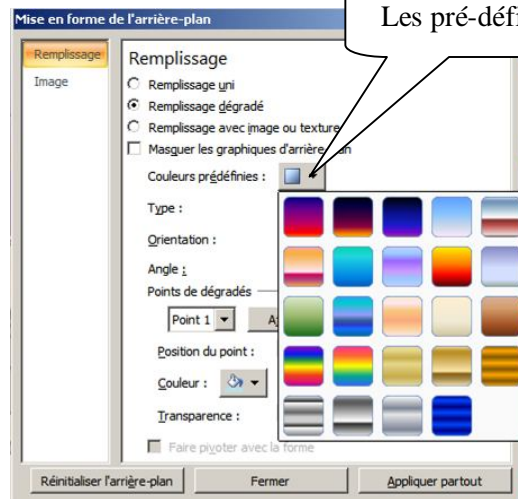 Les pré-défi
Mise en forme de l'arrière-plan
Remplissage
Image
Remplissage
Remplissage uni
Remplissage dégradé
Remplissage avec image ou texture
Masquer les graphiques d'arrière-plan
Couleurs prédéfinies :
Type :
Orientation :
Angle :
Points de dégradés
Point 1
Position du point :
Couleur :
Transparence :
Faire pivoter avec la forme
Réinitialiser l'arrière-plan
Fermer
Appliquer partout